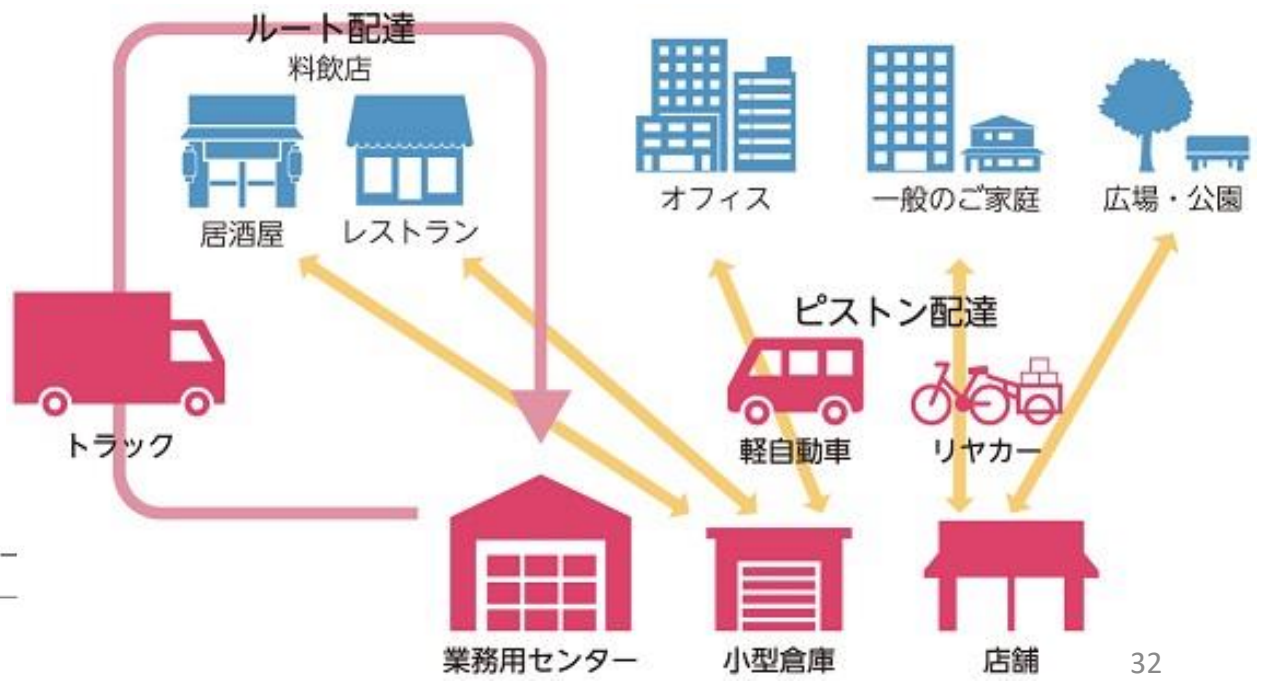 ルート配達
料飲店
居酒屋
レストラン
オフィス
一般のご家庭
広場・公園
ピストン配達
トラック
軽自動車
リヤカー
業務用センター
小型倉庫
店舗
32